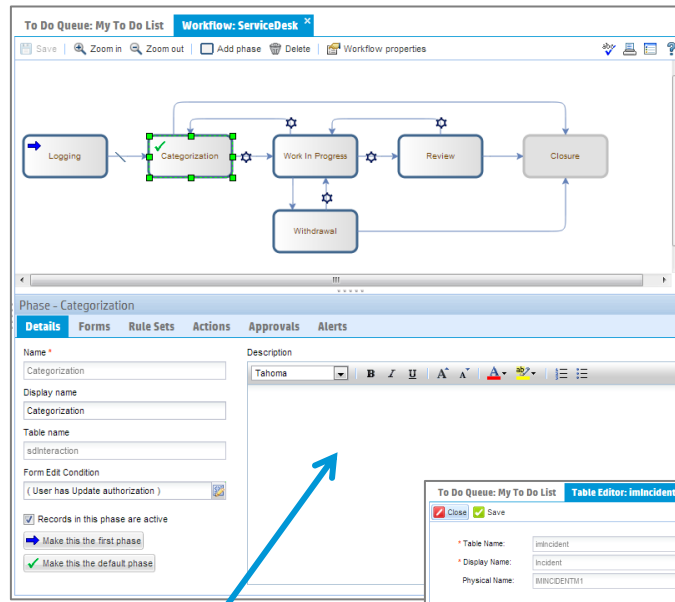 To Do Queue: My To Do List Workflow: ServiceDesk ×
Save Zoom in Zoom out Add phase Delete Workflow properties
Logging Categorization Work In Progress Review Closure
Withdrawal
Phase - Categorization
Details Forms Rule Sets Actions Approvals Alerts
Name * Description
Categorization Tahoma B I U A A A ab
Display name
Categorization
Table name
sdInteraction
Form Edit Condition
( User has Update authorization )
Records in this phase are active
Make this the first phase
Make this the default phase
To Do Queue: My To Do List Table Editor: imIncident
Close Save
* Table Name: imIncident
* Display Name: Incident
Physical Name: IMINCIDENTM1